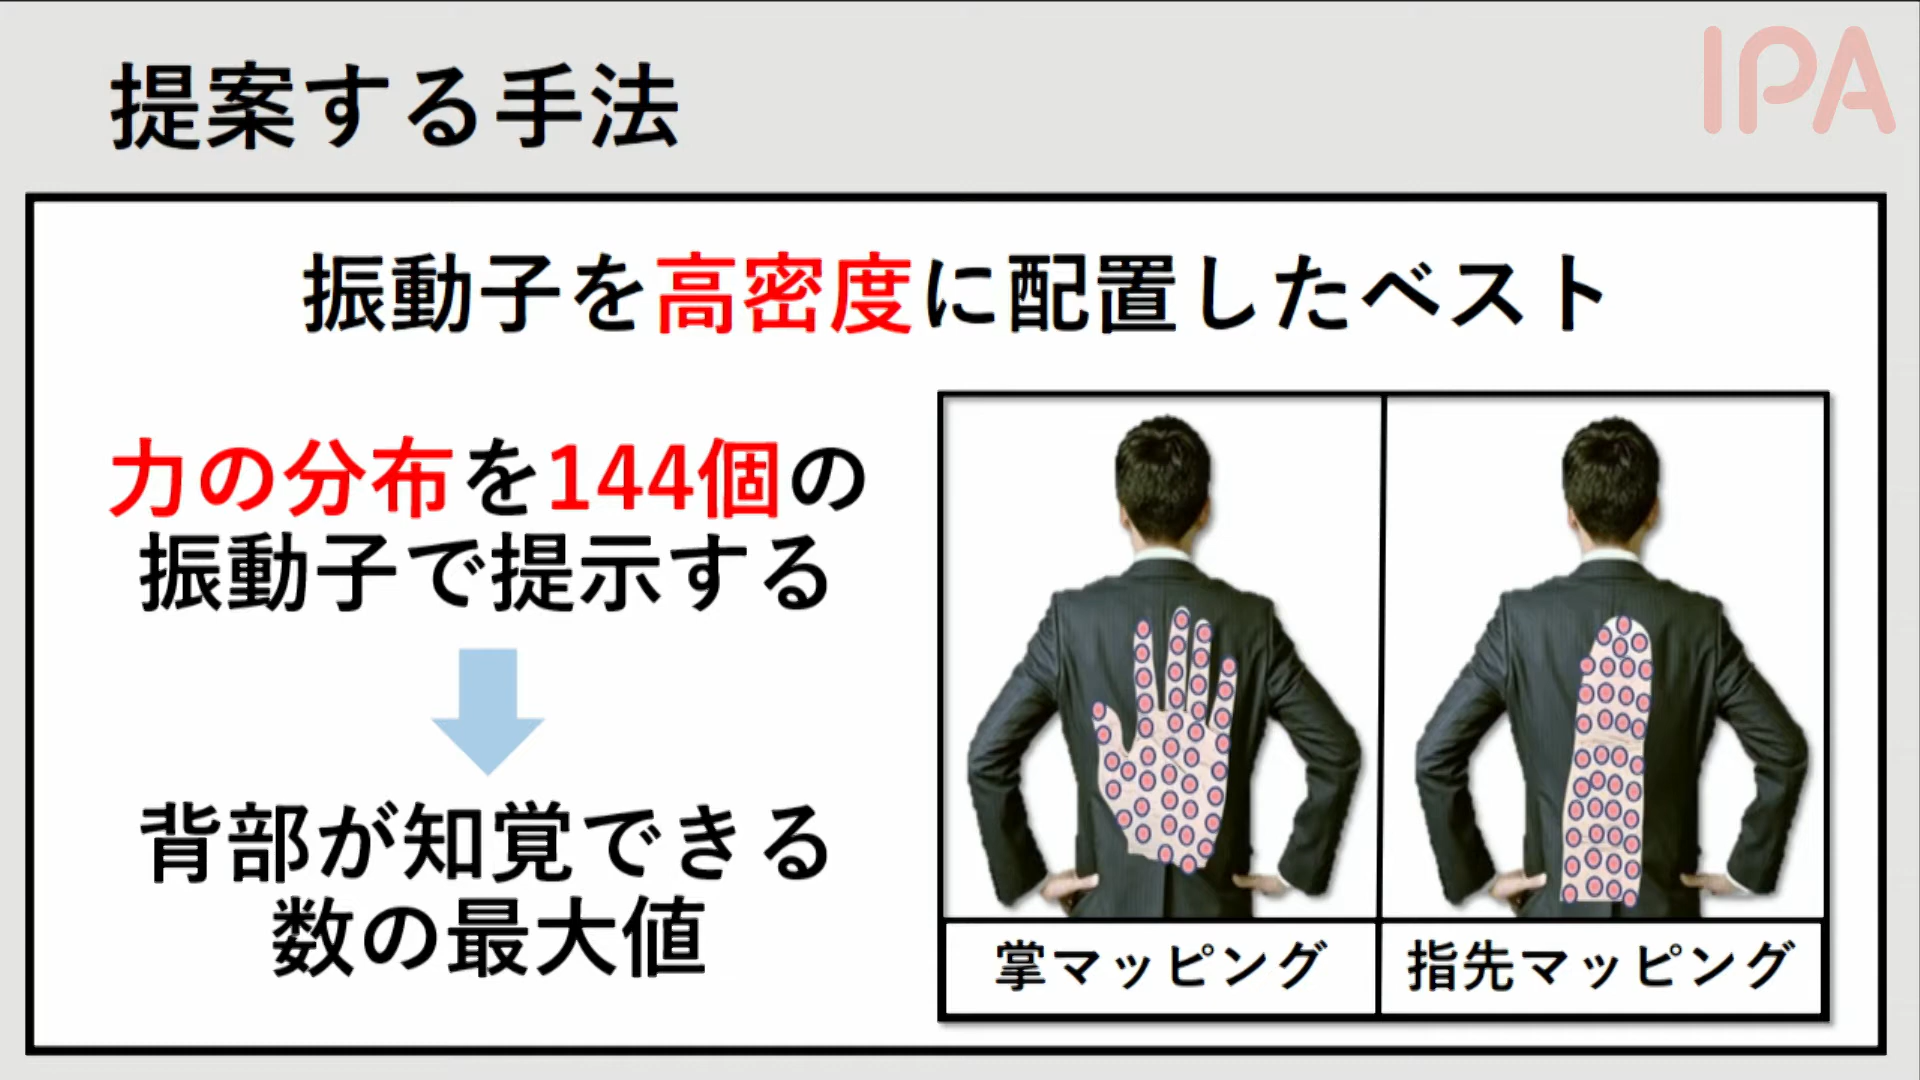 提案する手法
IPA
振動子を高密度に配置したベスト
力の分布を144個の
振動子で提示する
背部が知覚できる
数の最大値
掌マッピング
指先マッピング